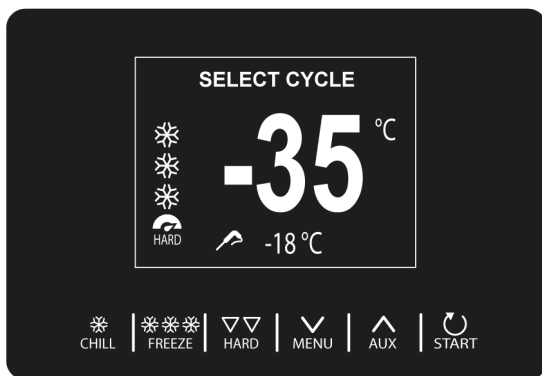 SELECT CYCLE
-35 °C
HARD
-18 °C
CHILL FREEZE HARD MENU AUX START